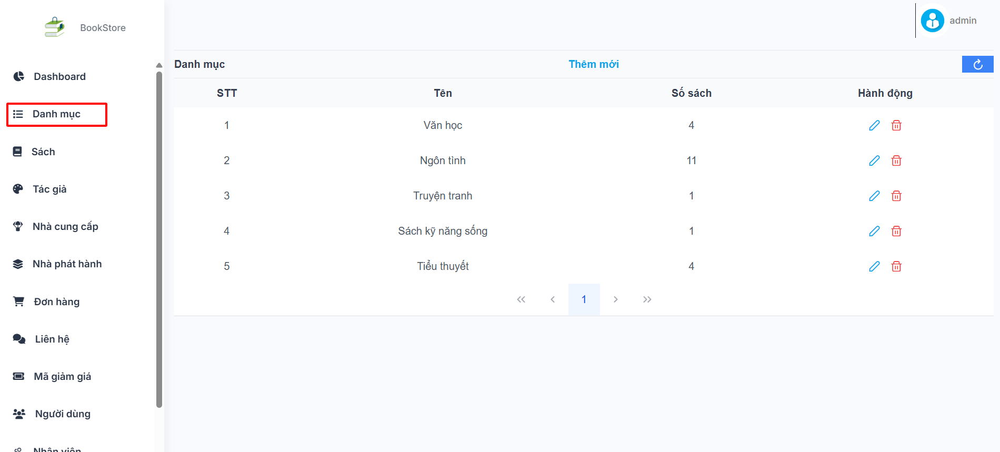 BookStore
admin
Dashboard
Danh mục
Sách
Tác giả
Nhà cung cấp
Nhà phát hành
Đơn hàng
Liên hệ
Mã giảm giá
Người dùng
Nhân viên
Danh mục Thêm mới
STT Tên Số sách Hành động
1 Văn học 4
2 Ngôn tình 11
3 Truyện tranh 1
4 Sách kỹ năng sống 1
5 Tiểu thuyết 4
1